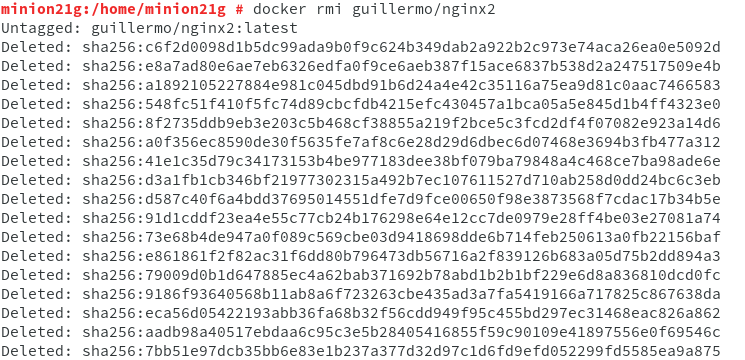 minion21g:/home/minion21g # docker rmi guillermo/nginx2
Untagged: guillermo/nginx2:latest
Deleted: sha256:c6f2d0098d1b5dc99ada9b0f9c624b349dab2a922b2c973e74aca26ea0e5092d
Deleted: sha256:e8a7ad80e6ae7eb6326edfa0f9ce6aeb387f15ace6837b538d2a247517509e4b
Deleted: sha256:a1892105227884e981c045dbd91b6d24a4e42c35116a75ea9d81c0aac7466583
Deleted: sha256:548fc51f410f5fc74d89cbcfdb4215efc430457a1bca05a5e845d1b4ff4323e0
Deleted: sha256:8f2735ddb9eb3e203c5b468cf38855a219f2bce5c3fcd2df4f07082e923a14d6
Deleted: sha256:a0f356ec8590de30f5635fe7af8c6e28d29d6dbec6d07468e3694b3fb477a312
Deleted: sha256:41e1c35d79c34173153b4be977183dee38bf079ba79848a4c468ce7ba98ade6e
Deleted: sha256:d3a1fb1cb346bf21977302315a492b7ec107611527d710ab258d0dd24bc6c3eb
Deleted: sha256:d587c40f6a4bdd37695014551dfe7d9fce00650f98e3873568f7cdac17b34b5e
Deleted: sha256:91d1cddf23ea4e55c77cb24b176298e64e12cc7de0979e28ff4be03e27081a74
Deleted: sha256:73e68b4de947a0f089c569cbe03d9418698dde6b714feb250613a0fb22156baf
Deleted: sha256:e861861f2f82ac31f6dd80b796473db56716a2f839126b683a05d75b2dd894a3
Deleted: sha256:79009d0b1d647885ec4a62bab371692b78abd1b2b1bf229e6d8a836810dcd0fc
Deleted: sha256:9186f93640568b11ab8a6f723263cbe435ad3a7fa5419166a717825c867638da
Deleted: sha256:eca56d05422193abb36fa68b32f56cdd949f95c455bd297ec31468eac826a862
Deleted: sha256:aadb98a40517ebdaa6c95c3e5b28405416855f59c90109e41897556e0f69546c
Deleted: sha256:7bb51e97dcb35bb6e83e1b237a377d32d97c1d6fd9efd052299fd5585ea9a875